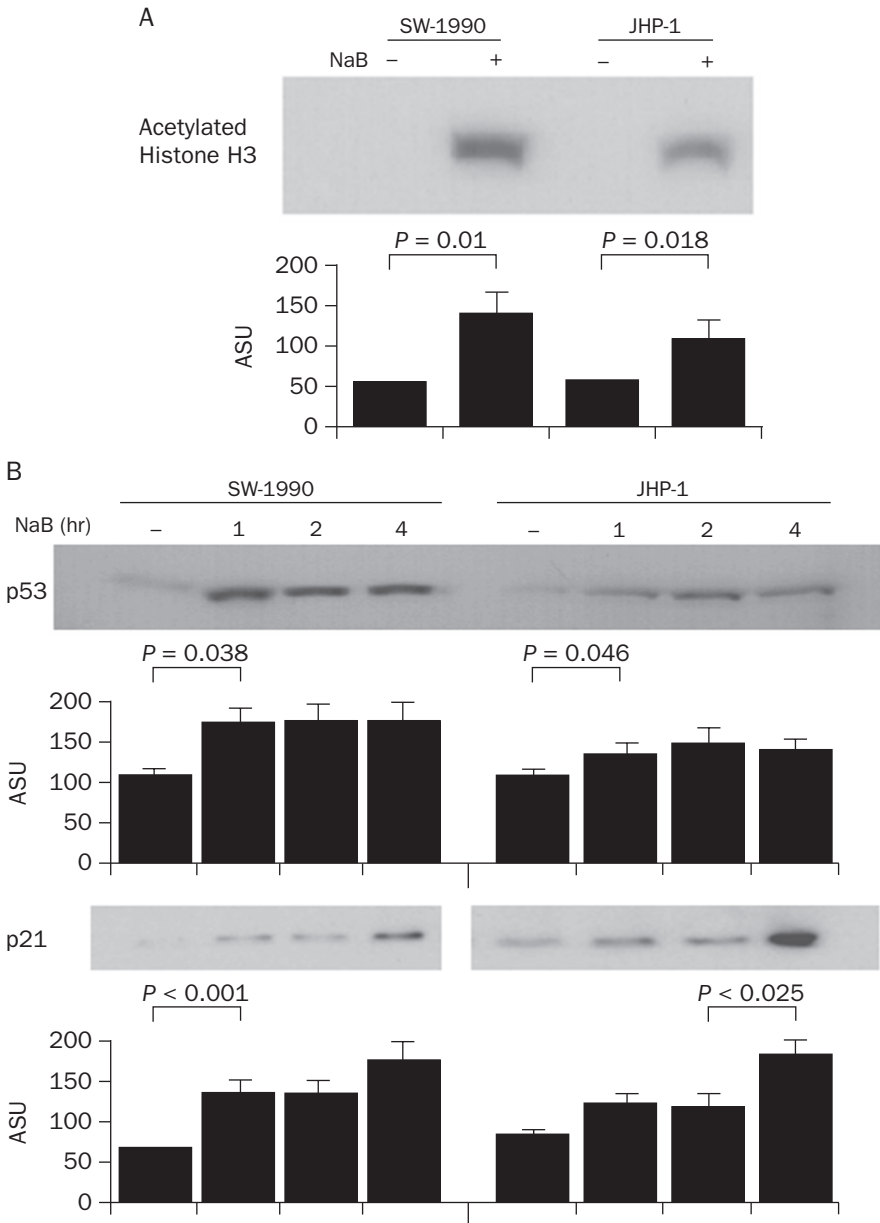 A
SW-1990 JHP-1
NaB – + – +
Acetylated
Histone H3
P = 0.01 P = 0.018
200
150
100
50
0
ASU
B
SW-1990 JHP-1
NaB (hr) – 1 2 4 – 1 2 4
p53
P = 0.038 P = 0.046
200
150
100
50
0
ASU
p21
P < 0.001 P < 0.025
200
150
100
50
0
ASU